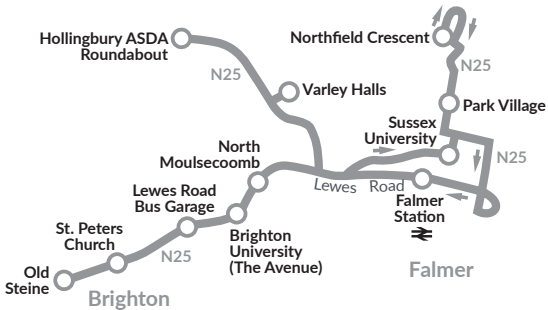 Hollingbury ASDA
Roundabout
N25
Varley Halls
Northfield Crescent
N25
Park Village
Sussex
University
N25
North
Moulsecoomb
Lewes Road
Falmer
Station
Lewes Road
Bus Garage
Brighton
University
(The Avenue)
St. Peters
Church
N25
Old
Steine
Brighton
Falmer